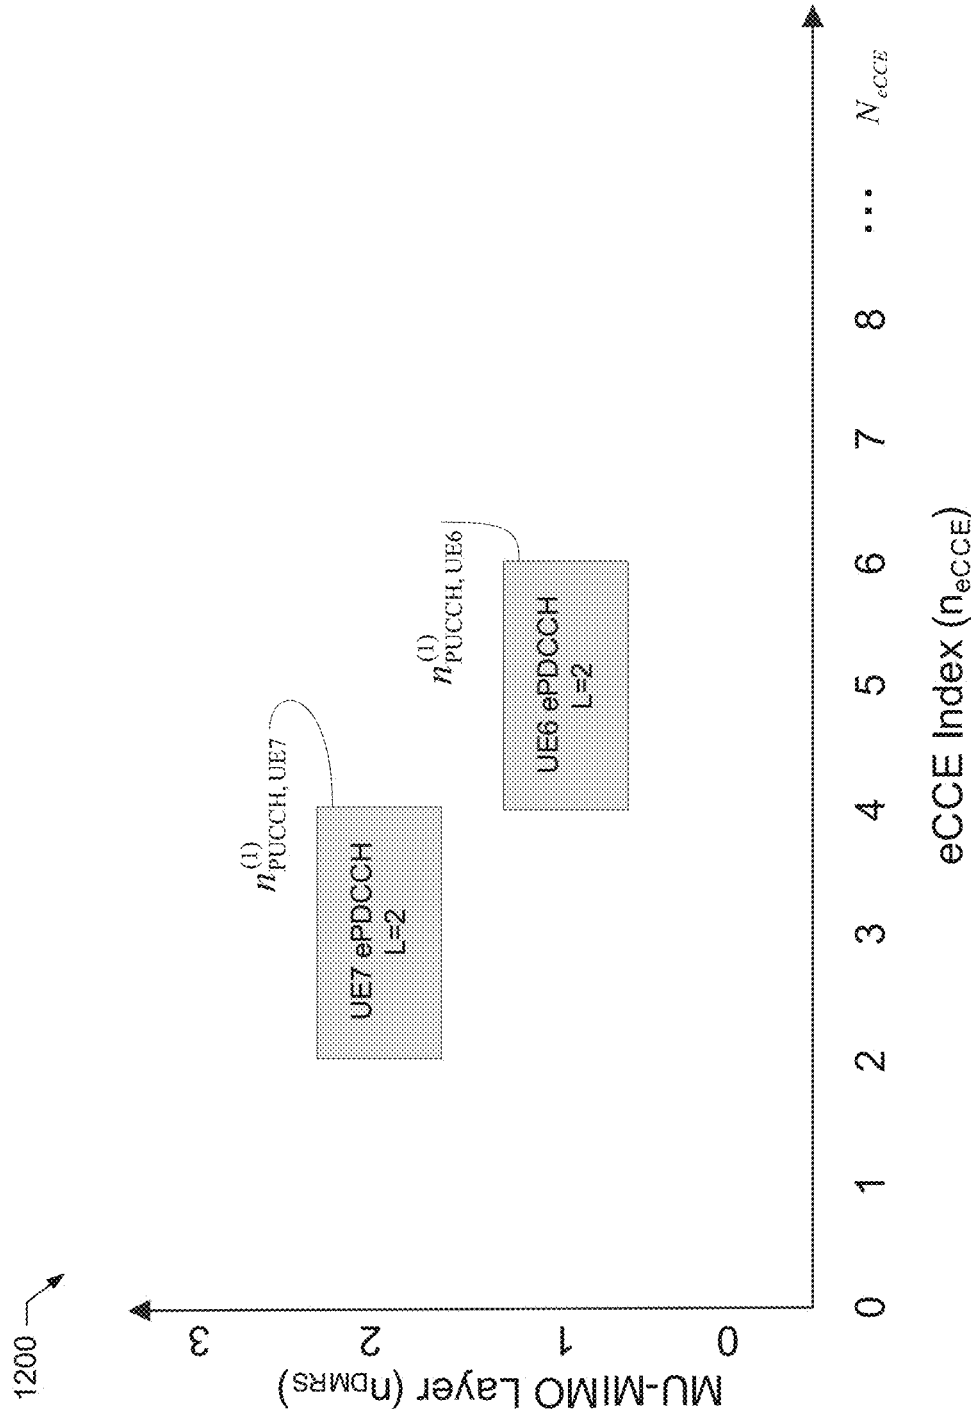 1200
MU-MIMO Layer (nDMRS)
3
2
1
0
n(1)PUCCH, UE7
UE7 ePDCCH
L=2
n(1)PUCCH, UE6
UE6 ePDCCH
L=2
0 1 2 3 4 5 6 7 8 ... NeCCE
eCCE Index (neCCE)